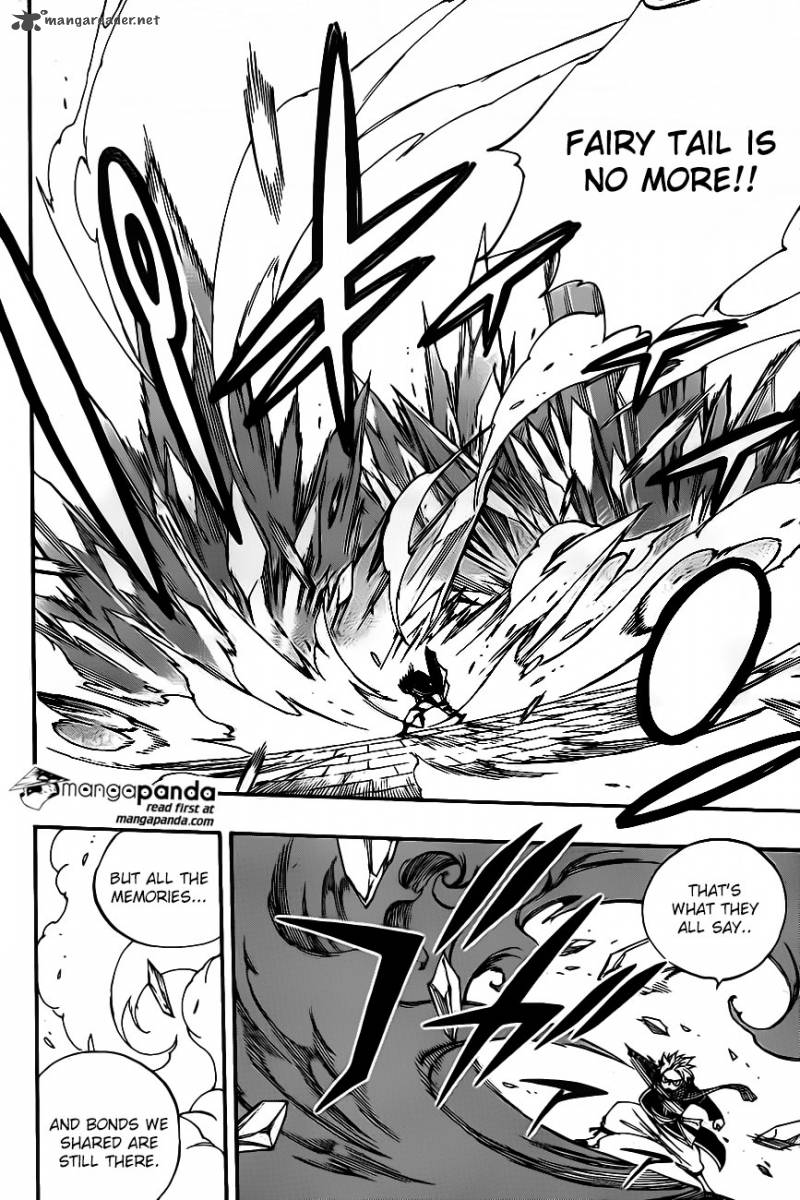 mangareader.net
FAIRY TAIL IS
NO MORE!!
mangapanda
read first at
mangapanda.com
THAT'S
WHAT THEY
ALL SAY..
BUT ALL THE
MEMORIES...
AND BONDS WE
SHARED ARE
STILL THERE.